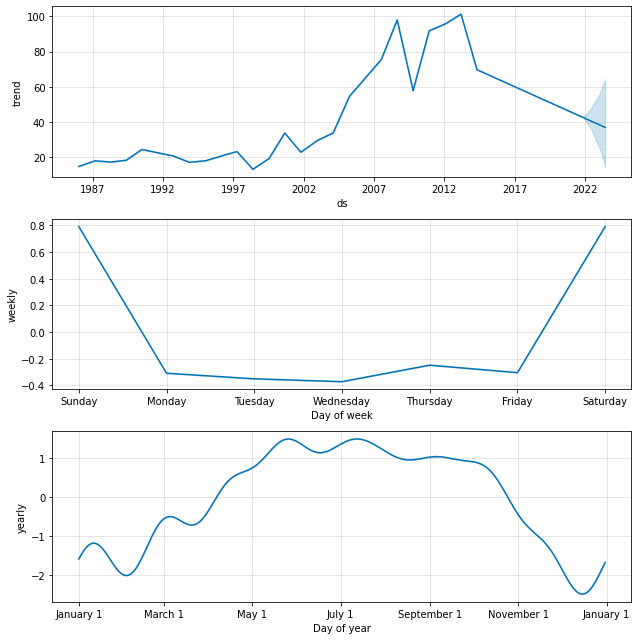 100
80
60
40
20
trend
1987 1992 1997 2002 2007 2012 2017 2022
ds
0.8
0.6
0.4
0.2
0.0
−0.2
−0.4
weekly
Sunday Monday Tuesday Wednesday Thursday Friday Saturday
Day of week
1
0
−1
−2
yearly
January 1 March 1 May 1 July 1 September 1 November 1 January 1
Day of year